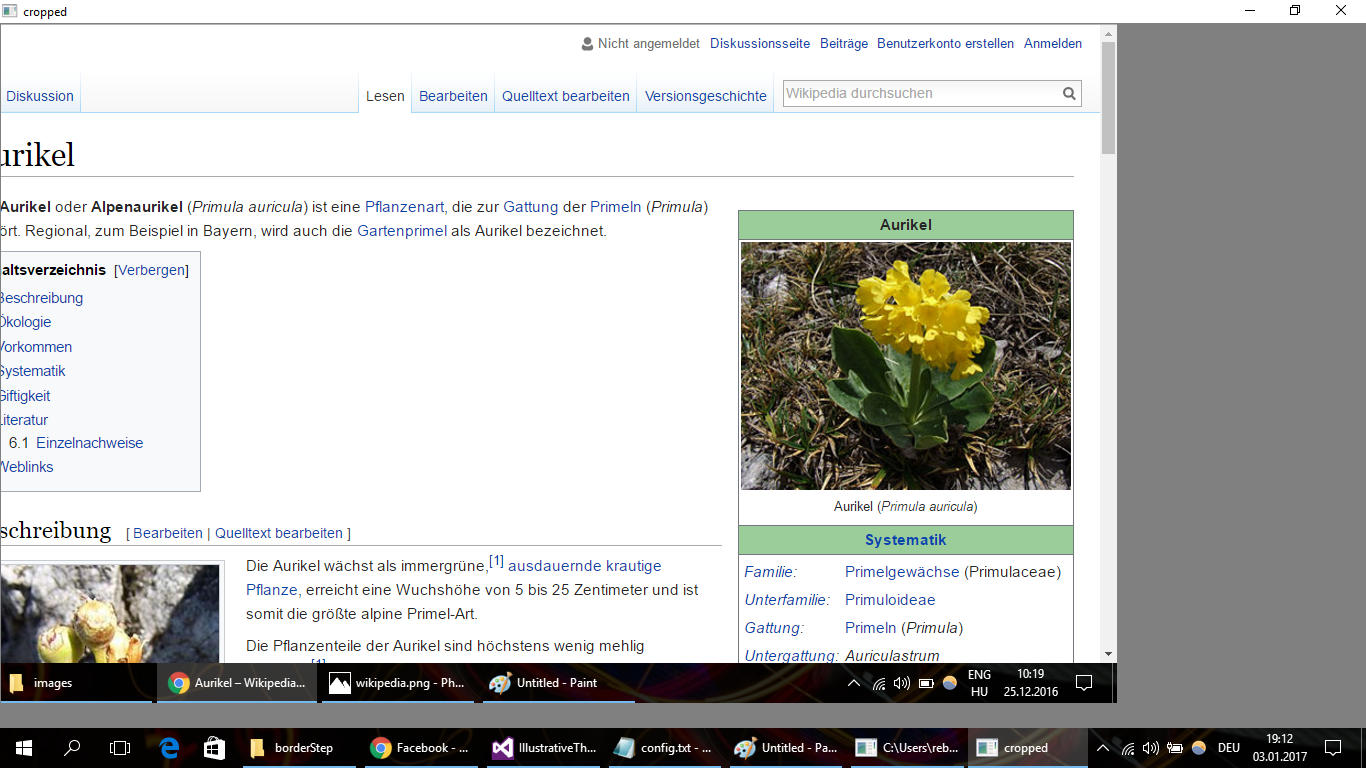 cropped
Nicht angemeldet Diskussionsseite Beiträge Benutzerkonto erstellen Anmelden
Diskussion Lesen Bearbeiten Quelltext bearbeiten Versionsgeschichte Wikipedia durchsuchen
urikel
Aurikel oder Alpenaurikel (Primula auricula) ist eine Pflanzenart, die zur Gattung der Primeln (Primula)
ört. Regional, zum Beispiel in Bayern, wird auch die Gartenprimel als Aurikel bezeichnet.
altsverzeichnis [Verbergen]
Beschreibung
Ökologie
Vorkommen
Systematik
Giftigkeit
Literatur
6.1 Einzelnachweise
Weblinks
schreibung [ Bearbeiten | Quelltext bearbeiten ]
Die Aurikel wächst als immergrüne,[1] ausdauernde krautige
Pflanze, erreicht eine Wuchshöhe von 5 bis 25 Zentimeter und ist
somit die größte alpine Primel-Art.
Die Pflanzenteile der Aurikel sind höchstens wenig mehlig
[1]
Aurikel
Aurikel (Primula auricula)
Systematik
Familie: Primelgewächse (Primulaceae)
Unterfamilie: Primuloideae
Gattung: Primeln (Primula)
Untergattung: Auriculastrum
images Aurikel – Wikipedia... wikipedia.png - Ph... Untitled - Paint ENG 10:19
HU 25.12.2016
borderStep Facebook - ... IllustrativeTh... config.txt - ... Untitled - Pa... C:\Users\reb... cropped DEU 19:12
03.01.2017